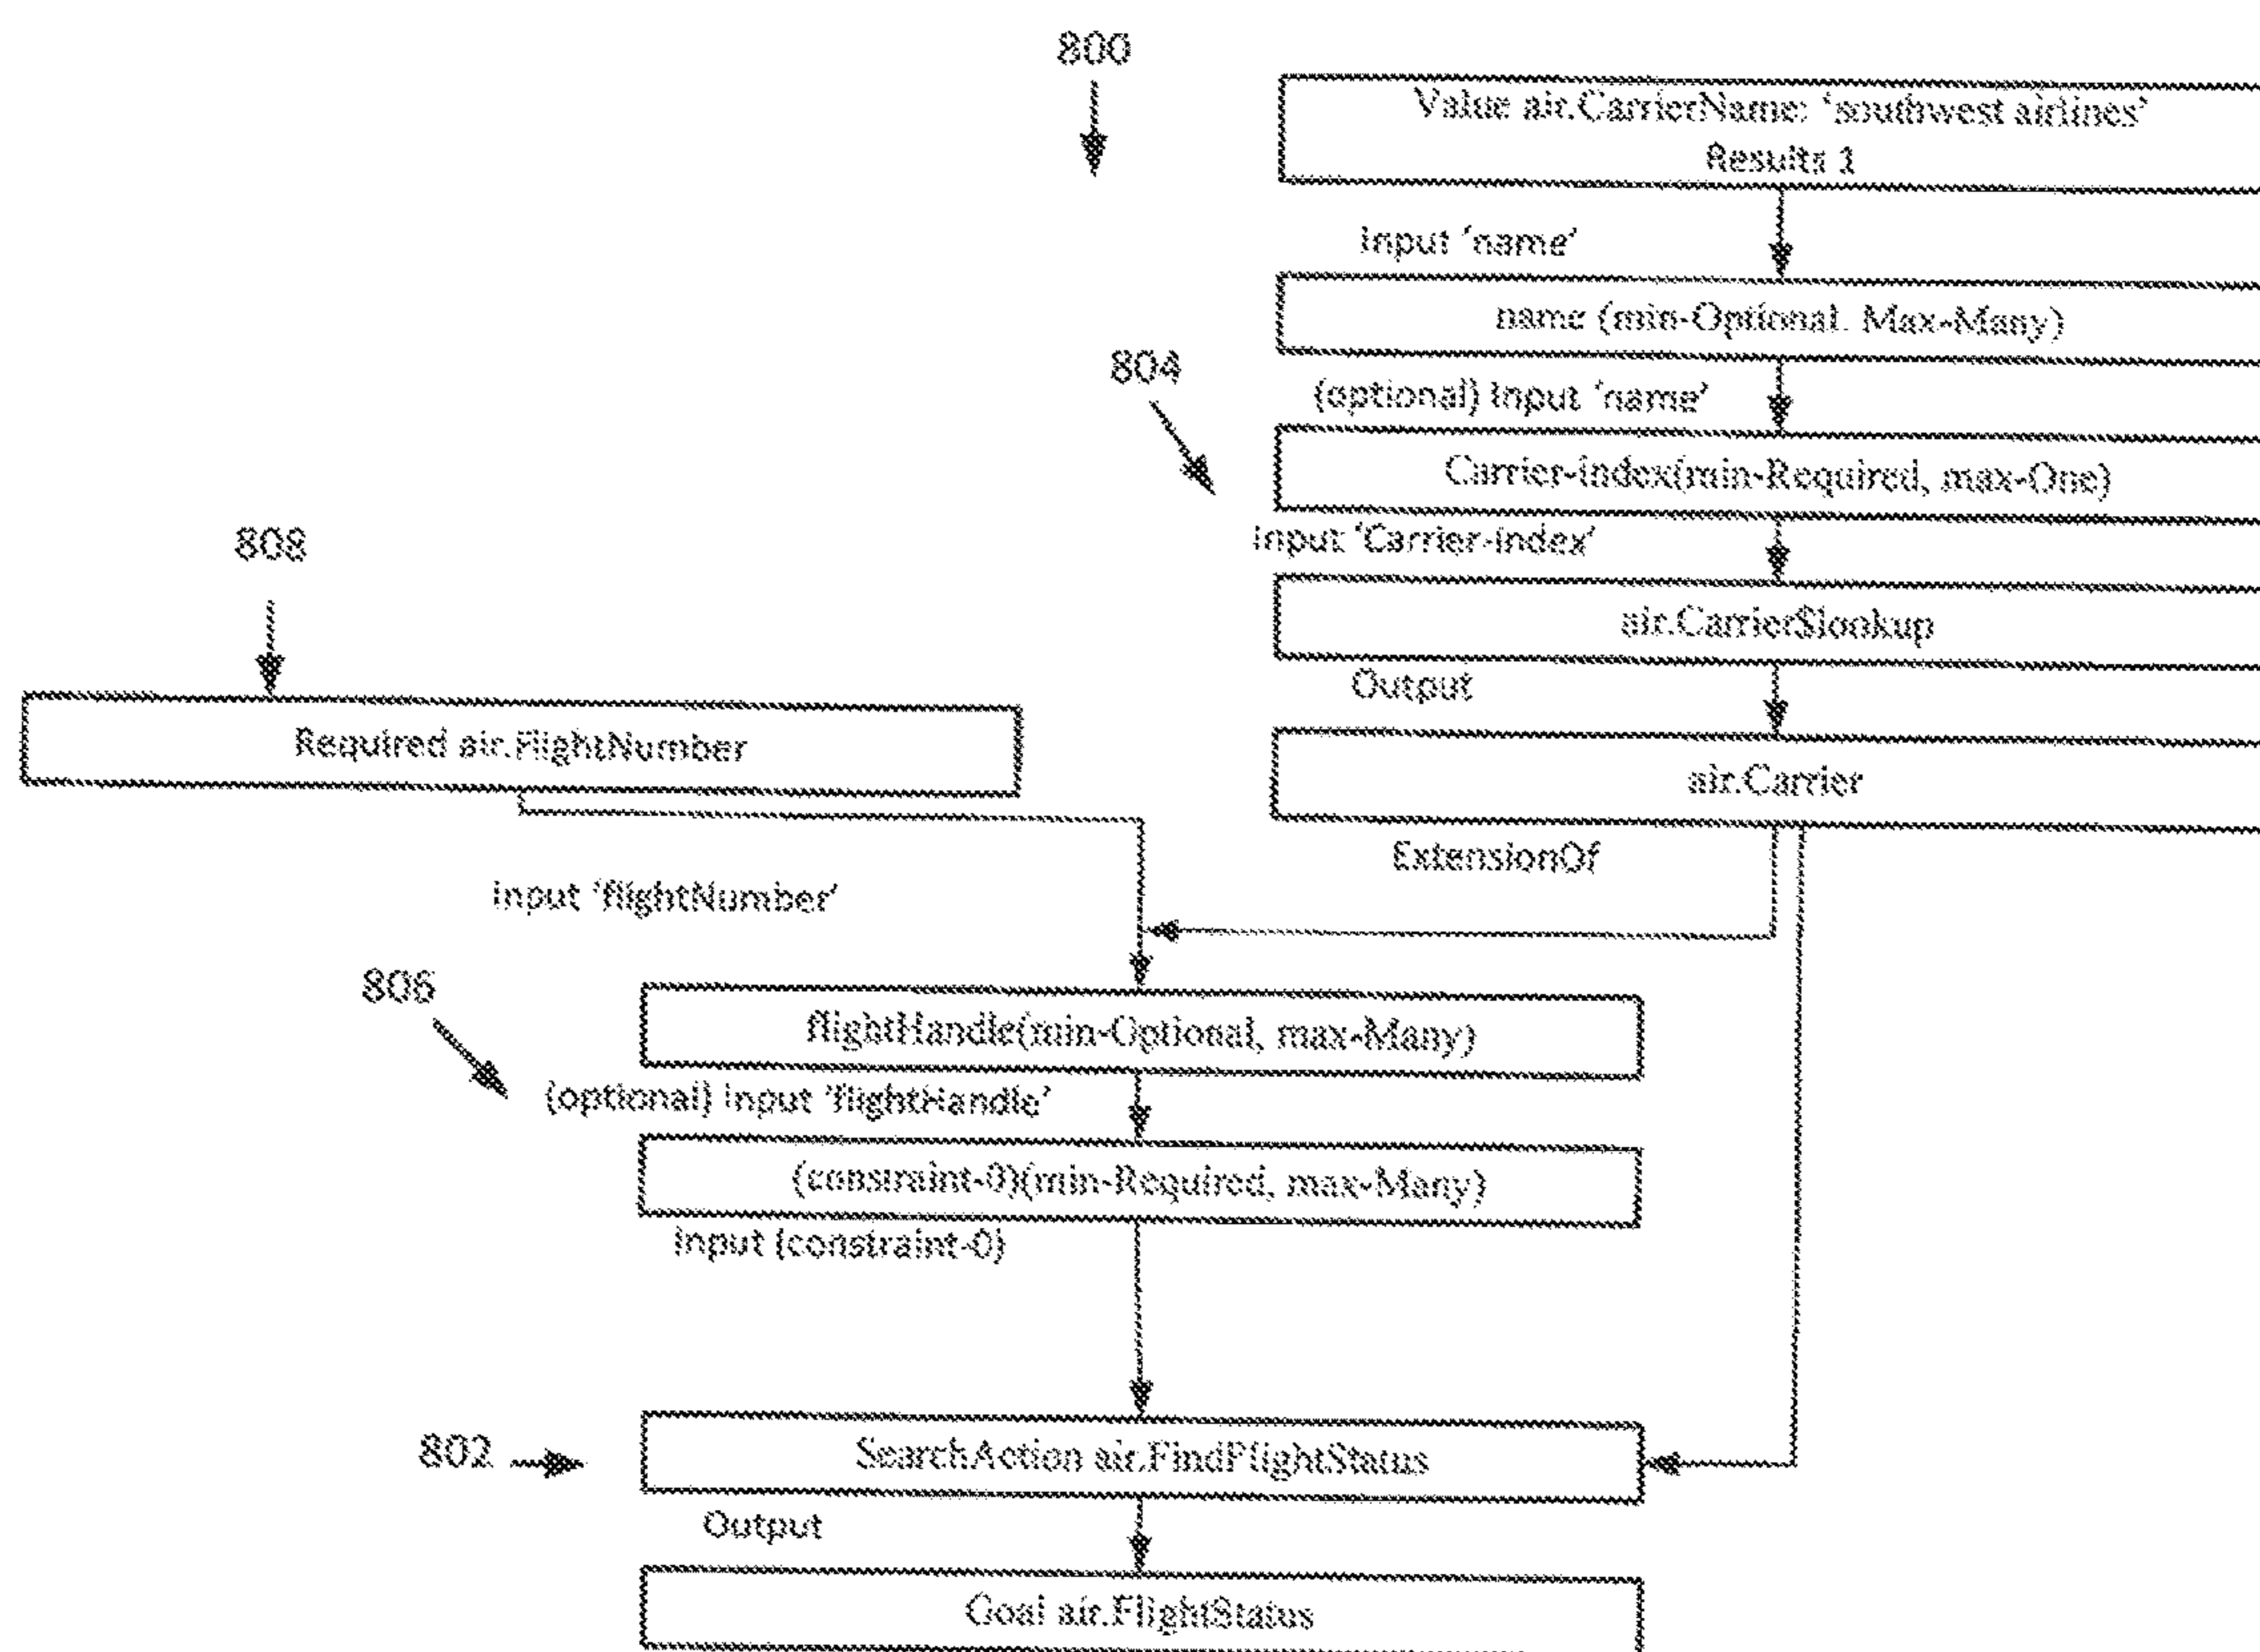 800
Value air.CarrierName: ‘southwest airlines’
Results 1
Input ‘name’
name (min-Optional. Max-Many)
804
(optional) Input ‘name’
Carrier-index(min-Required, max-One)
Input ‘Carrier-index’
808
air.Carrier$lookup
Output
Required air.FlightNumber
air.Carrier
ExtensionOf
Input ‘flightNumber’
806
flightHandle(min-Optional, max-Many)
(optional) Input ‘flightHandle’
(constraint-0)(min-Required, max-Many)
Input (constraint-0)
802
SearchAction air.FindFlightStatus
Output
Goal air.FlightStatus